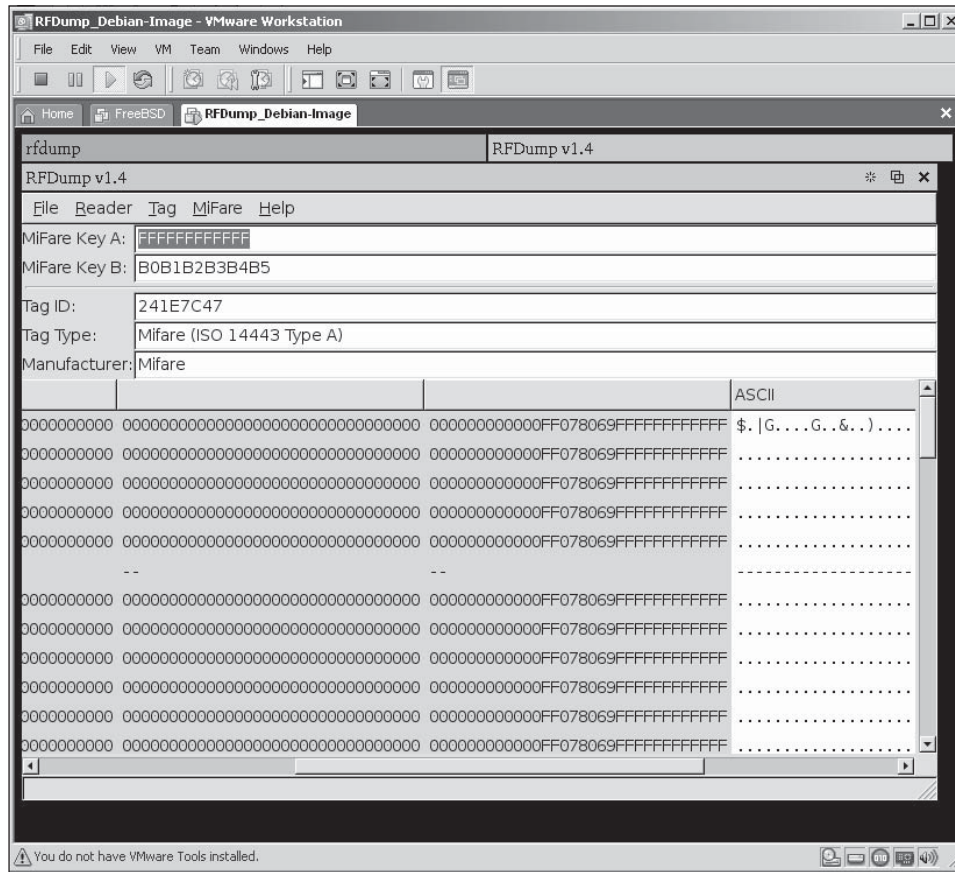 RFDump_Debian-Image - VMware Workstation
File Edit View VM Team Windows Help
Home FreeBSD RFDump_Debian-Image
rfdump RFDump v1.4
RFDump v1.4
File Reader Tag MiFare Help
MiFare Key A: FFFFFFFFFFFF
MiFare Key B: B0B1B2B3B4B5
Tag ID: 241E7C47
Tag Type: Mifare (ISO 14443 Type A)
Manufacturer: Mifare
ASCII
0000000000 00000000000000000000000000000000 000000000000FF078069FFFFFFFFFFFF $.|G....G..&..)....
0000000000 00000000000000000000000000000000 000000000000FF078069FFFFFFFFFFFF ...................
0000000000 00000000000000000000000000000000 000000000000FF078069FFFFFFFFFFFF ...................
0000000000 00000000000000000000000000000000 000000000000FF078069FFFFFFFFFFFF ...................
0000000000 00000000000000000000000000000000 000000000000FF078069FFFFFFFFFFFF ...................
-- -- -------------------
0000000000 00000000000000000000000000000000 000000000000FF078069FFFFFFFFFFFF ...................
0000000000 00000000000000000000000000000000 000000000000FF078069FFFFFFFFFFFF ...................
0000000000 00000000000000000000000000000000 000000000000FF078069FFFFFFFFFFFF ...................
0000000000 00000000000000000000000000000000 000000000000FF078069FFFFFFFFFFFF ...................
0000000000 00000000000000000000000000000000 000000000000FF078069FFFFFFFFFFFF ...................
0000000000 00000000000000000000000000000000 000000000000FF078069FFFFFFFFFFFF ...................
You do not have VMware Tools installed.